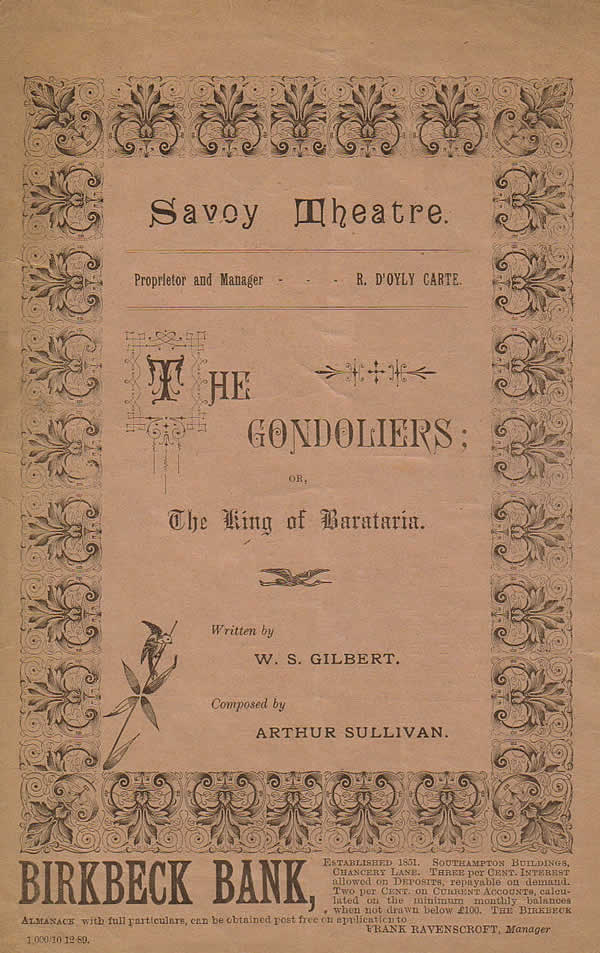 Savoy Theatre.
Proprietor and Manager - - - R. D'OYLY CARTE.
THE
GONDOLIERS;
OR,
The King of Barataria.
Written by
W. S. GILBERT.
Composed by
ARTHUR SULLIVAN.
BIRKBECK BANK,
ESTABLISHED 1851. SOUTHAMPTON BUILDINGS,
CHANCERY LANE. THREE per CENT. INTEREST
allowed on DEPOSITS, repayable on demand.
TWO per CENT. on CURRENT ACCOUNTS, calcu-
lated on the minimum monthly balances
when not drawn below £100. THE BIRKBECK
ALMANACK with full particulars, can be obtained post free on application to
FRANK RAVENSCROFT, Manager
1,000/10 12 89.